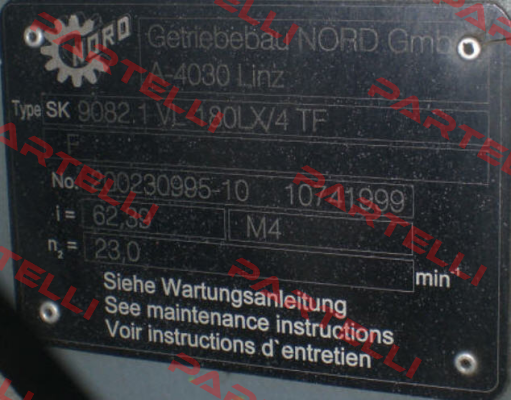 NORD
Getriebebau NORD GmbH
A-4030 Linz
Type SK 9082.1 VL-180LX/4 TF
F
No. 200230995-10 10741999
i = 62,39 M4
n₂ = 23,0 min⁻¹
Siehe Wartungsanleitung
See maintenance instructions
Voir instructions d`entretien
PARTELLI
PARTELLI
PARTELLI
PARTELLI
PARTELLI
PARTELLI
PARTELLI